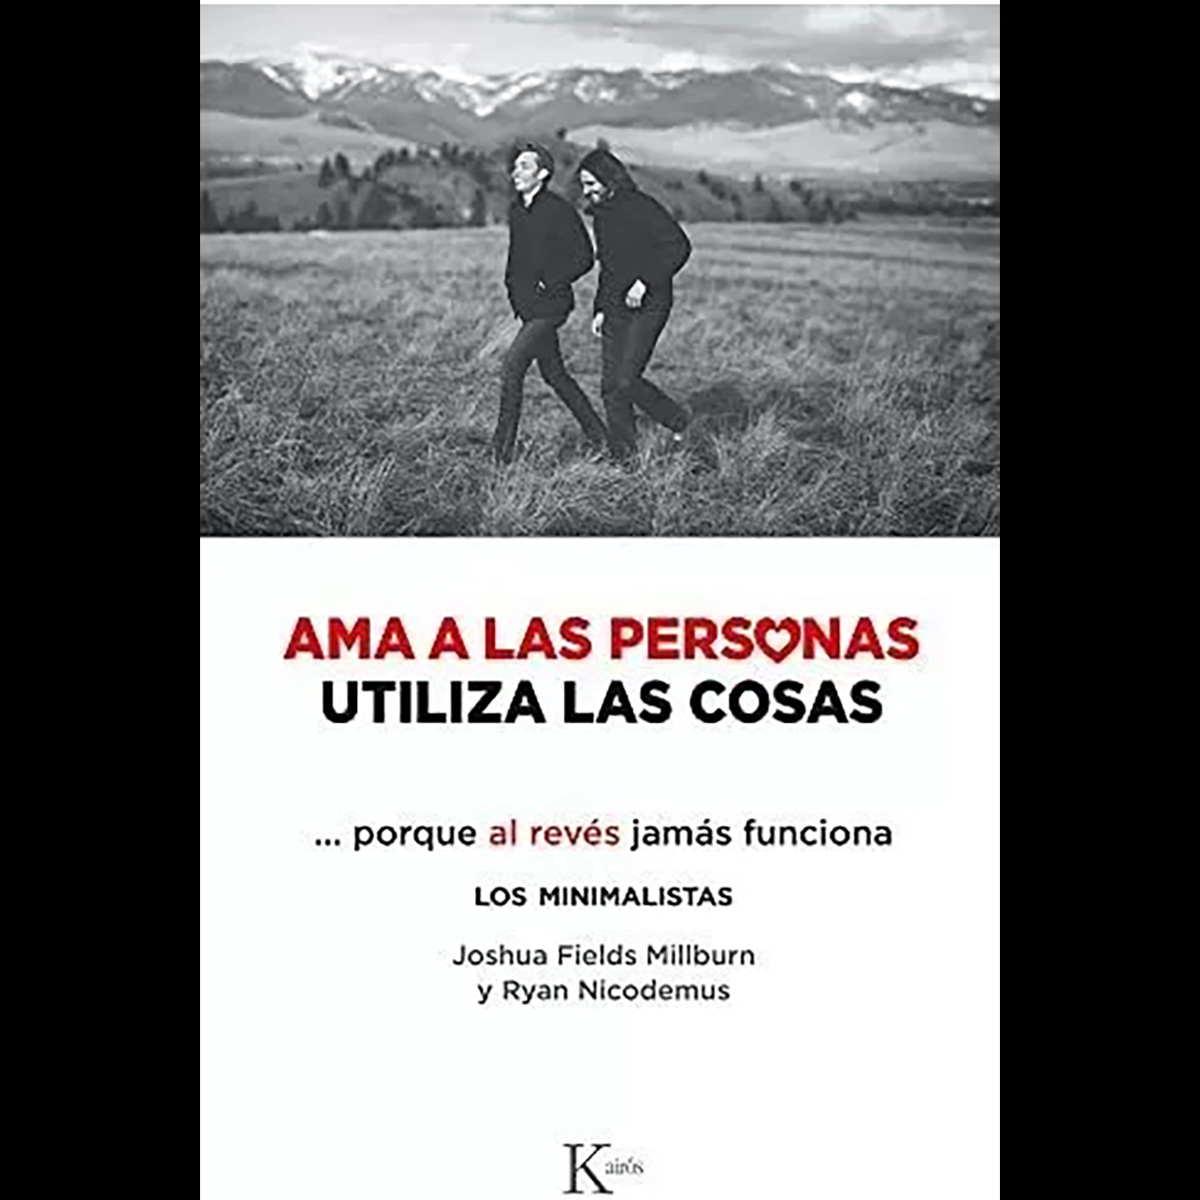 AMA A LAS PERSONAS
UTILIZA LAS COSAS
... porque al revés jamás funciona
LOS MINIMALISTAS
Joshua Fields Millburn
y Ryan Nicodemus
Kairós